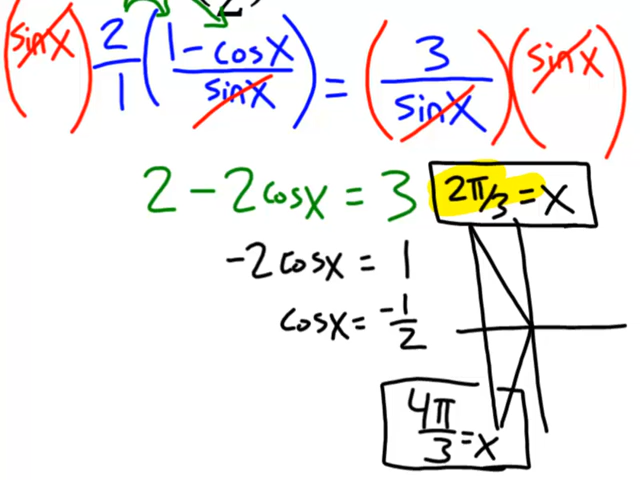 (sinx) 2/1 (1-cosx/sinx) = (3/sinx) (sinx)
2 - 2cosx = 3
2π/3 = x
-2cosx = 1
cosx = -1/2
4π/3 = x